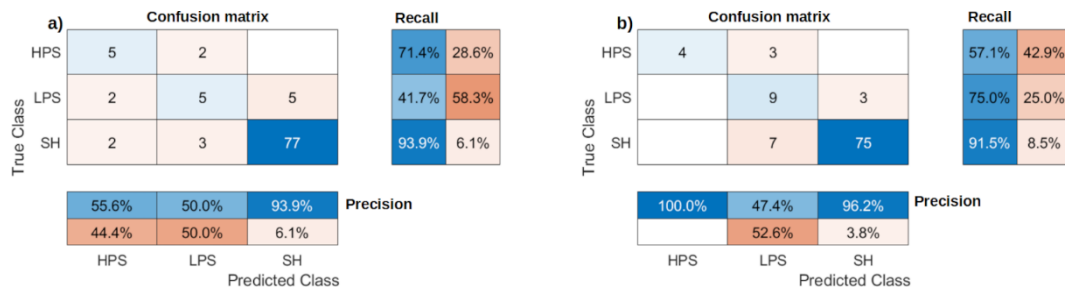 a)
Confusion matrix
Recall
True Class
HPS 5 2 71.4% 28.6%
LPS 2 5 5 41.7% 58.3%
SH 2 3 77 93.9% 6.1%
55.6% 50.0% 93.9% Precision
44.4% 50.0% 6.1%
HPS LPS SH
Predicted Class
b)
Confusion matrix
Recall
True Class
HPS 4 3 57.1% 42.9%
LPS 9 3 75.0% 25.0%
SH 7 75 91.5% 8.5%
100.0% 47.4% 96.2% Precision
52.6% 3.8%
HPS LPS SH
Predicted Class